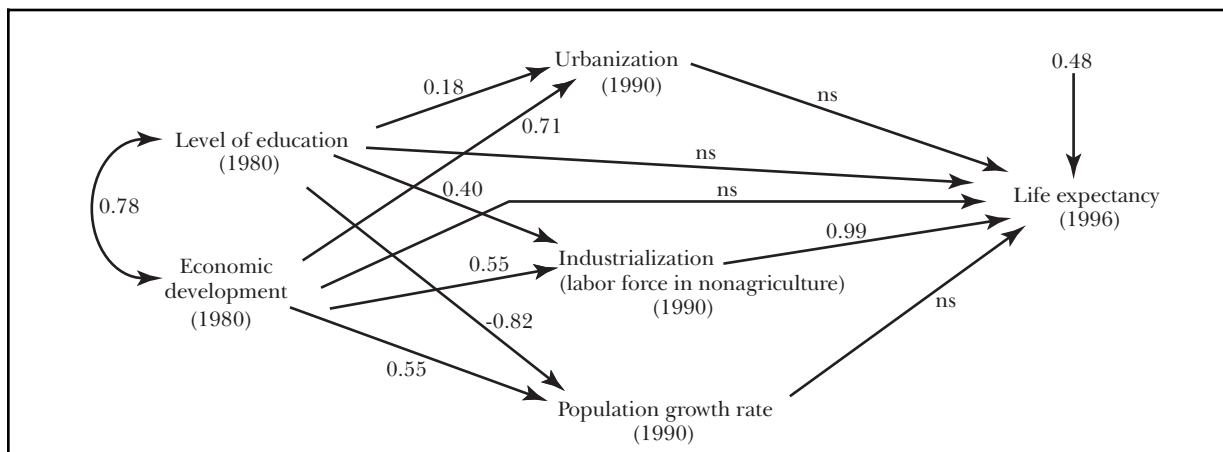 Urbanization
(1990)
0.48
0.18
ns
0.71
Level of education
(1980)
ns
0.40
ns
Life expectancy
(1996)
0.78
0.99
Economic
development
(1980)
0.55
Industrialization
(labor force in nonagriculture)
(1990)
ns
-0.82
0.55
Population growth rate
(1990)